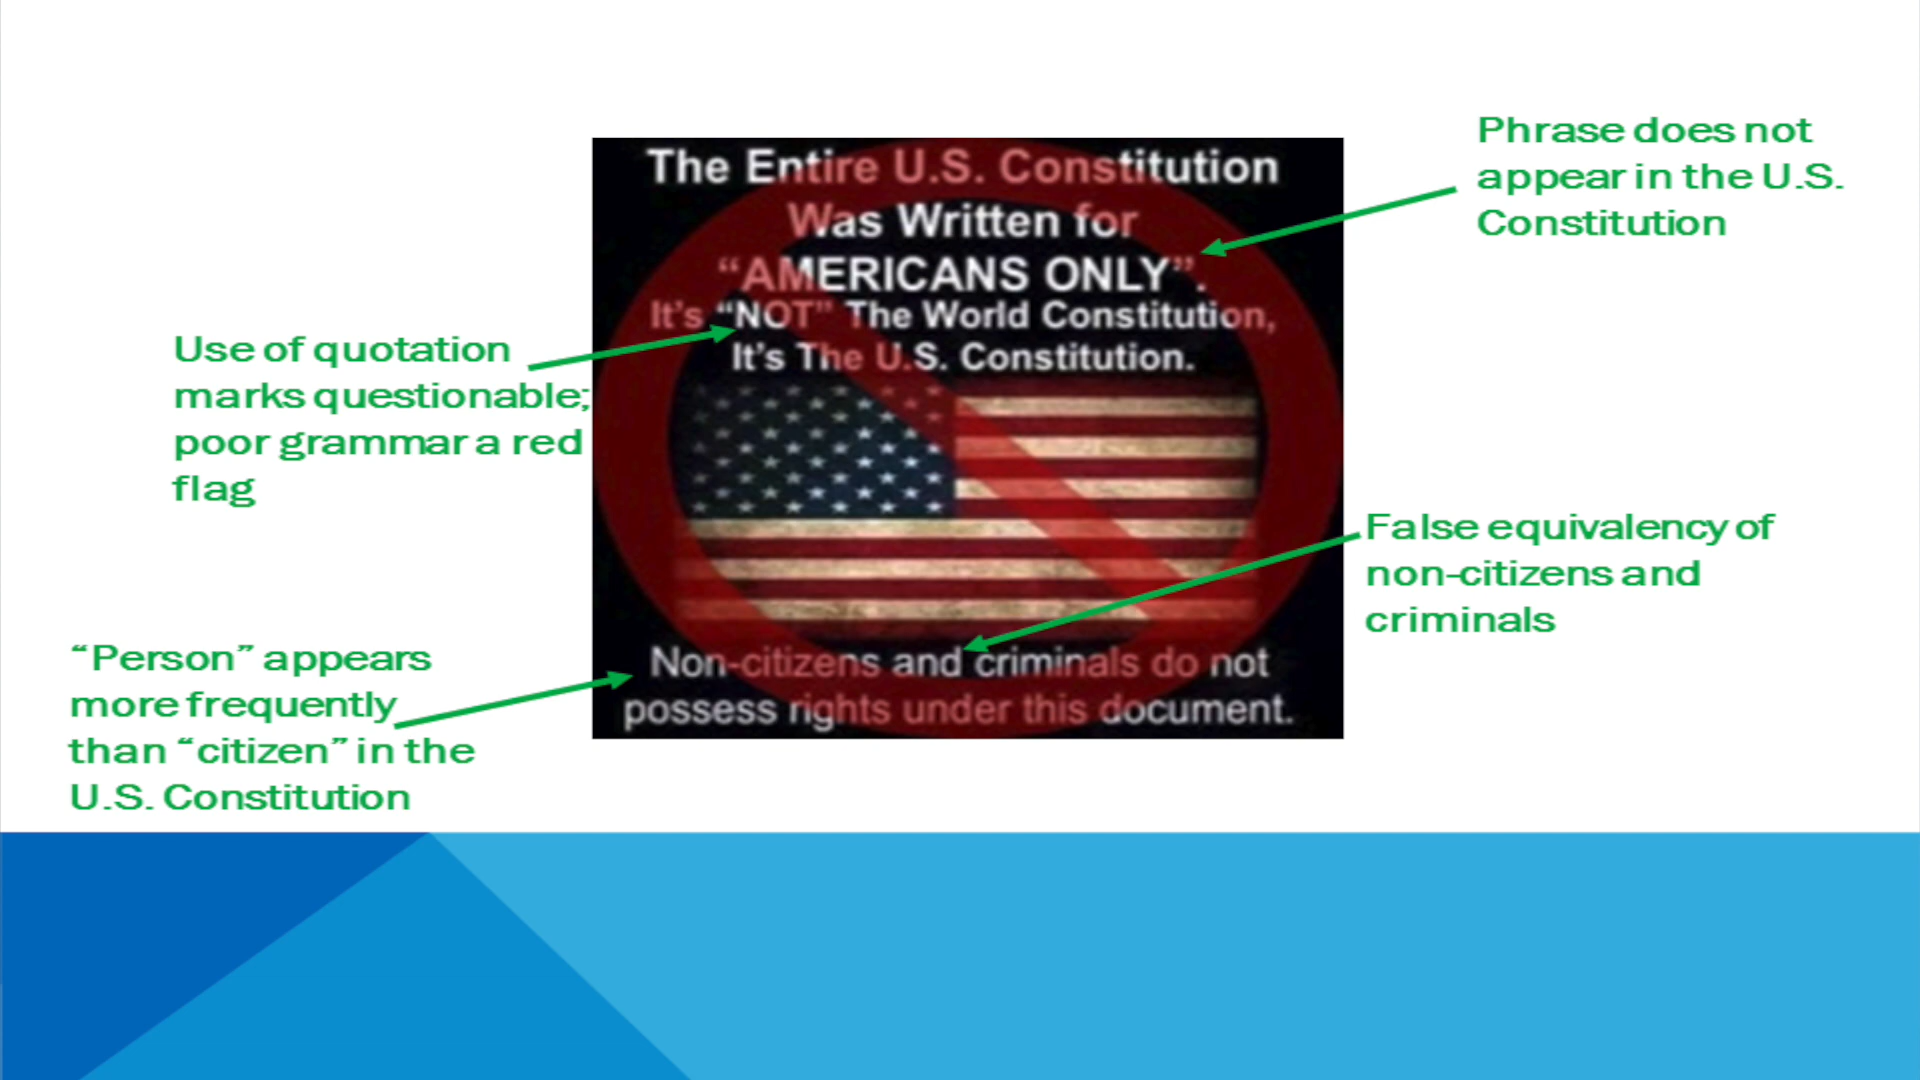 Phrase does not
appear in the U.S.
Constitution
The Entire U.S. Constitution
Was Written for
“AMERICANS ONLY”.
It’s “NOT” The World Constitution,
It’s The U.S. Constitution.
Use of quotation
marks questionable;
poor grammar a red
flag
False equivalency of
non-citizens and
criminals
Non-citizens and criminals do not
possess rights under this document.
“Person” appears
more frequently
than “citizen” in the
U.S. Constitution